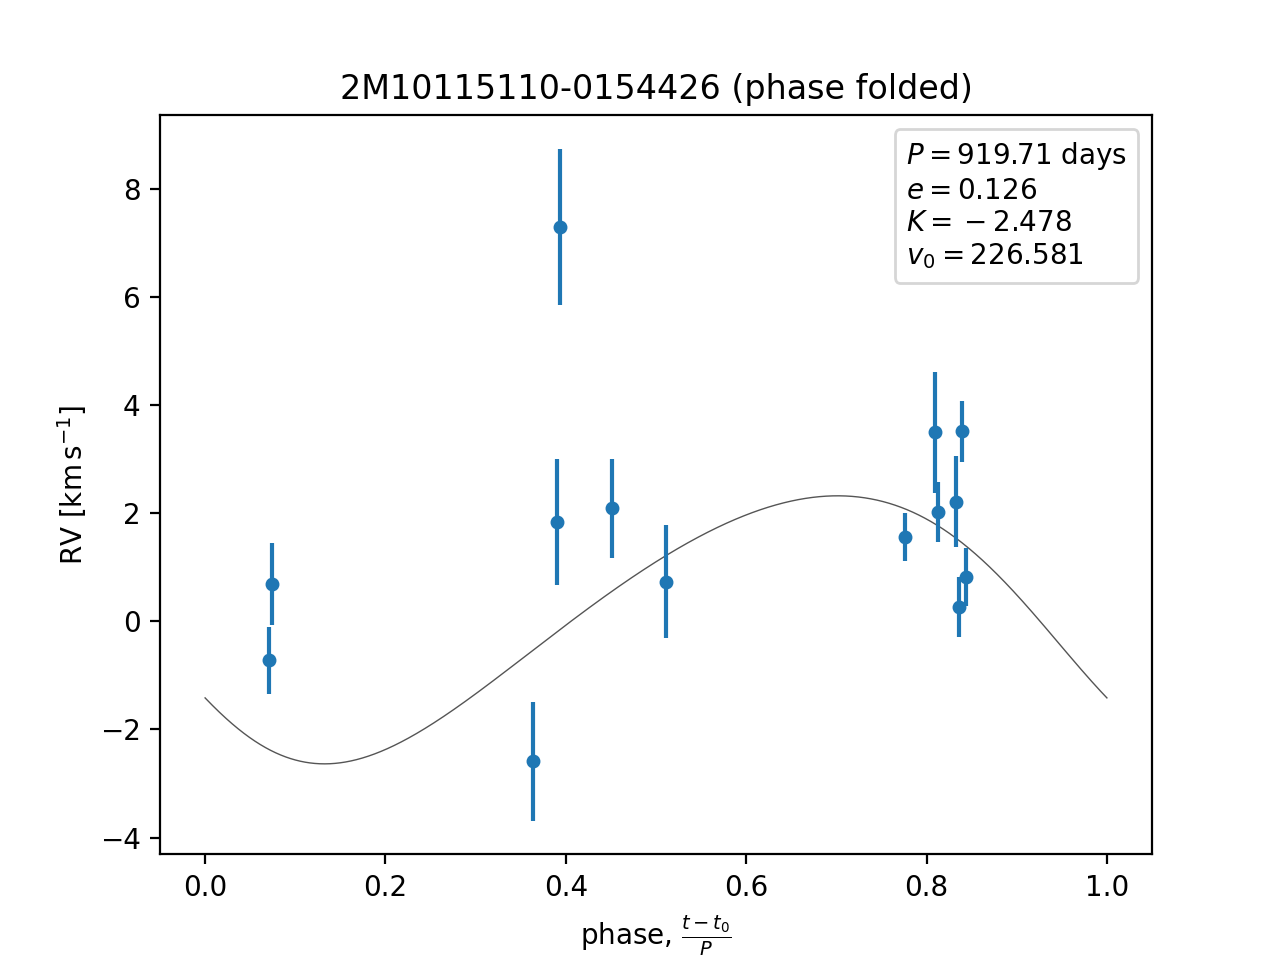 2M10115110-0154426 (phase folded)
P = 919.71 days
e = 0.126
K = −2.478
v₀ = 226.581
RV [km s⁻¹]
8
6
4
2
0
−2
−4
0.0 0.2 0.4 0.6 0.8 1.0
phase, (t − t₀)/P